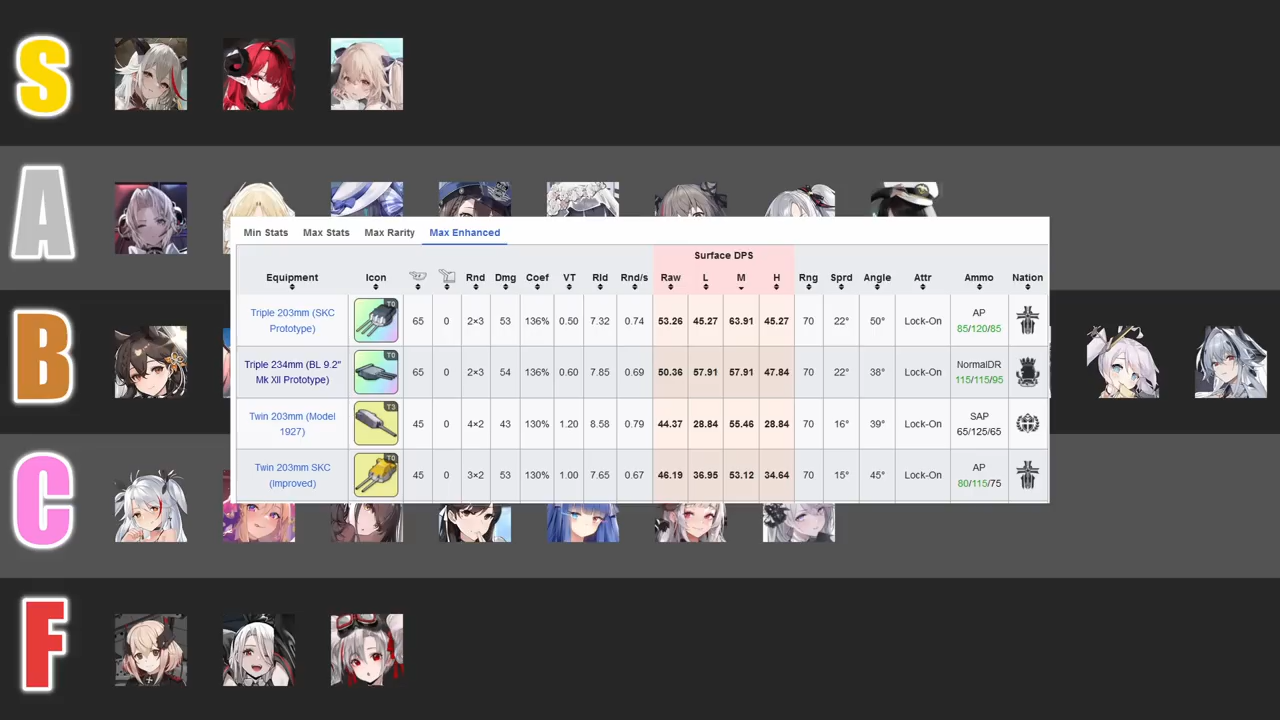 S
A
Min Stats Max Stats Max Rarity Max Enhanced
Surface DPS
Equipment Icon Rnd Dmg Coef VT Rld Rnd/s Raw L M H Rng Sprd Angle Attr Ammo Nation
Triple 203mm (SKC Prototype) T0 65 0 2×3 53 136% 0.50 7.32 0.74 53.26 45.27 63.91 45.27 70 22° 50° Lock-On AP 85/120/85
B
Triple 234mm (BL 9.2" Mk XII Prototype) T0 65 0 2×3 54 136% 0.60 7.85 0.69 50.36 57.91 57.91 47.84 70 22° 38° Lock-On NormalDR 115/115/95
Twin 203mm (Model 1927) T3 45 0 4×2 43 130% 1.20 8.58 0.79 44.37 28.84 55.46 28.84 70 16° 39° Lock-On SAP 65/125/65
Twin 203mm SKC (Improved) T0 45 0 3×2 53 130% 1.00 7.65 0.67 46.19 36.95 53.12 34.64 70 15° 45° Lock-On AP 80/115/75
C
F